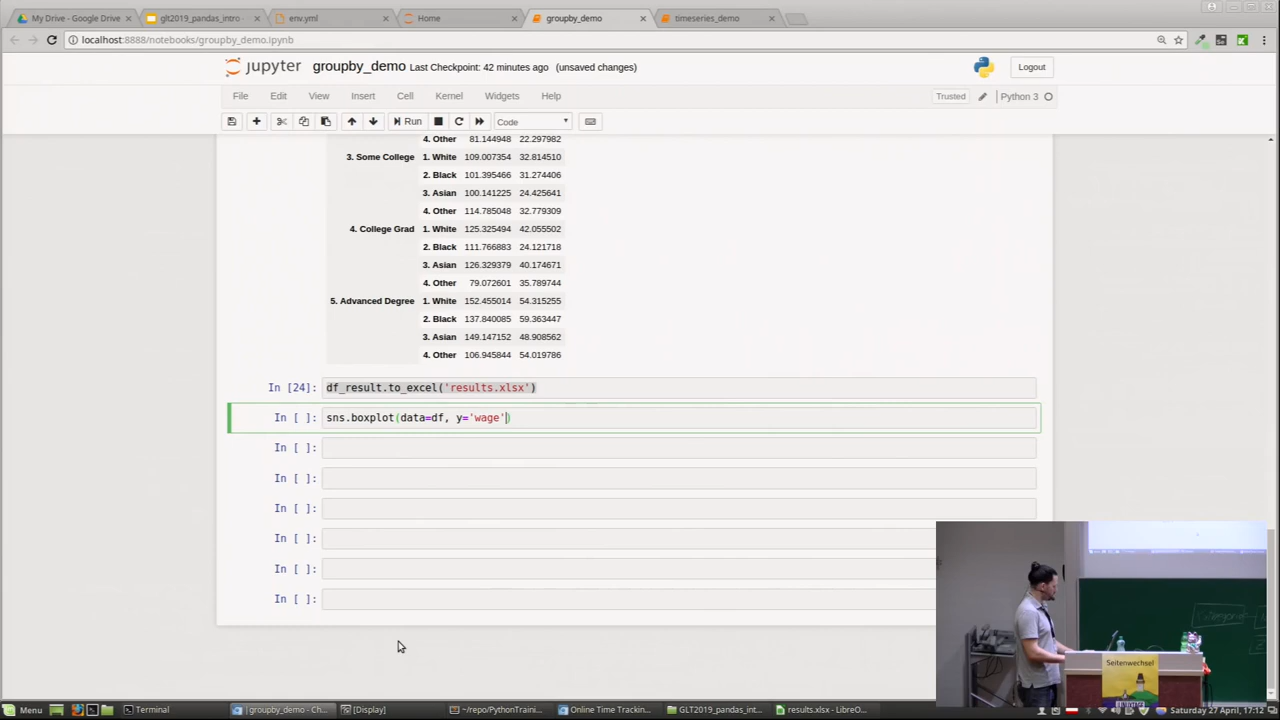 My Drive - Google Drive
glt2019_pandas_intro -
env.yml
Home
groupby_demo
timeseries_demo
localhost:8888/notebooks/groupby_demo.ipynb
jupyter groupby_demo Last Checkpoint: 42 minutes ago (unsaved changes)
Logout
File Edit View Insert Cell Kernel Widgets Help
Trusted
Python 3
Run
Code
4. Other 81.144948 22.297982
3. Some College 1. White 109.007354 32.814510
2. Black 101.395466 31.274406
3. Asian 100.141225 24.425641
4. Other 114.785048 32.779309
4. College Grad 1. White 125.325494 42.055502
2. Black 111.766883 24.121718
3. Asian 126.329379 40.174671
4. Other 79.072601 35.789744
5. Advanced Degree 1. White 152.455014 54.315255
2. Black 137.840085 59.363447
3. Asian 149.147152 48.908562
4. Other 106.945844 54.019786
In [24]: df_result.to_excel('results.xlsx')
In [ ]: sns.boxplot(data=df, y='wage')
In [ ]:
In [ ]:
In [ ]:
In [ ]:
In [ ]:
In [ ]:
Seitenwechsel
Menu
Terminal
groupby_demo - Ch...
[Display]
~/repo/PythonTraini...
Online Time Trackin...
GLT2019_pandas_int...
results.xlsx - LibreO...
Saturday 27 April, 17:12